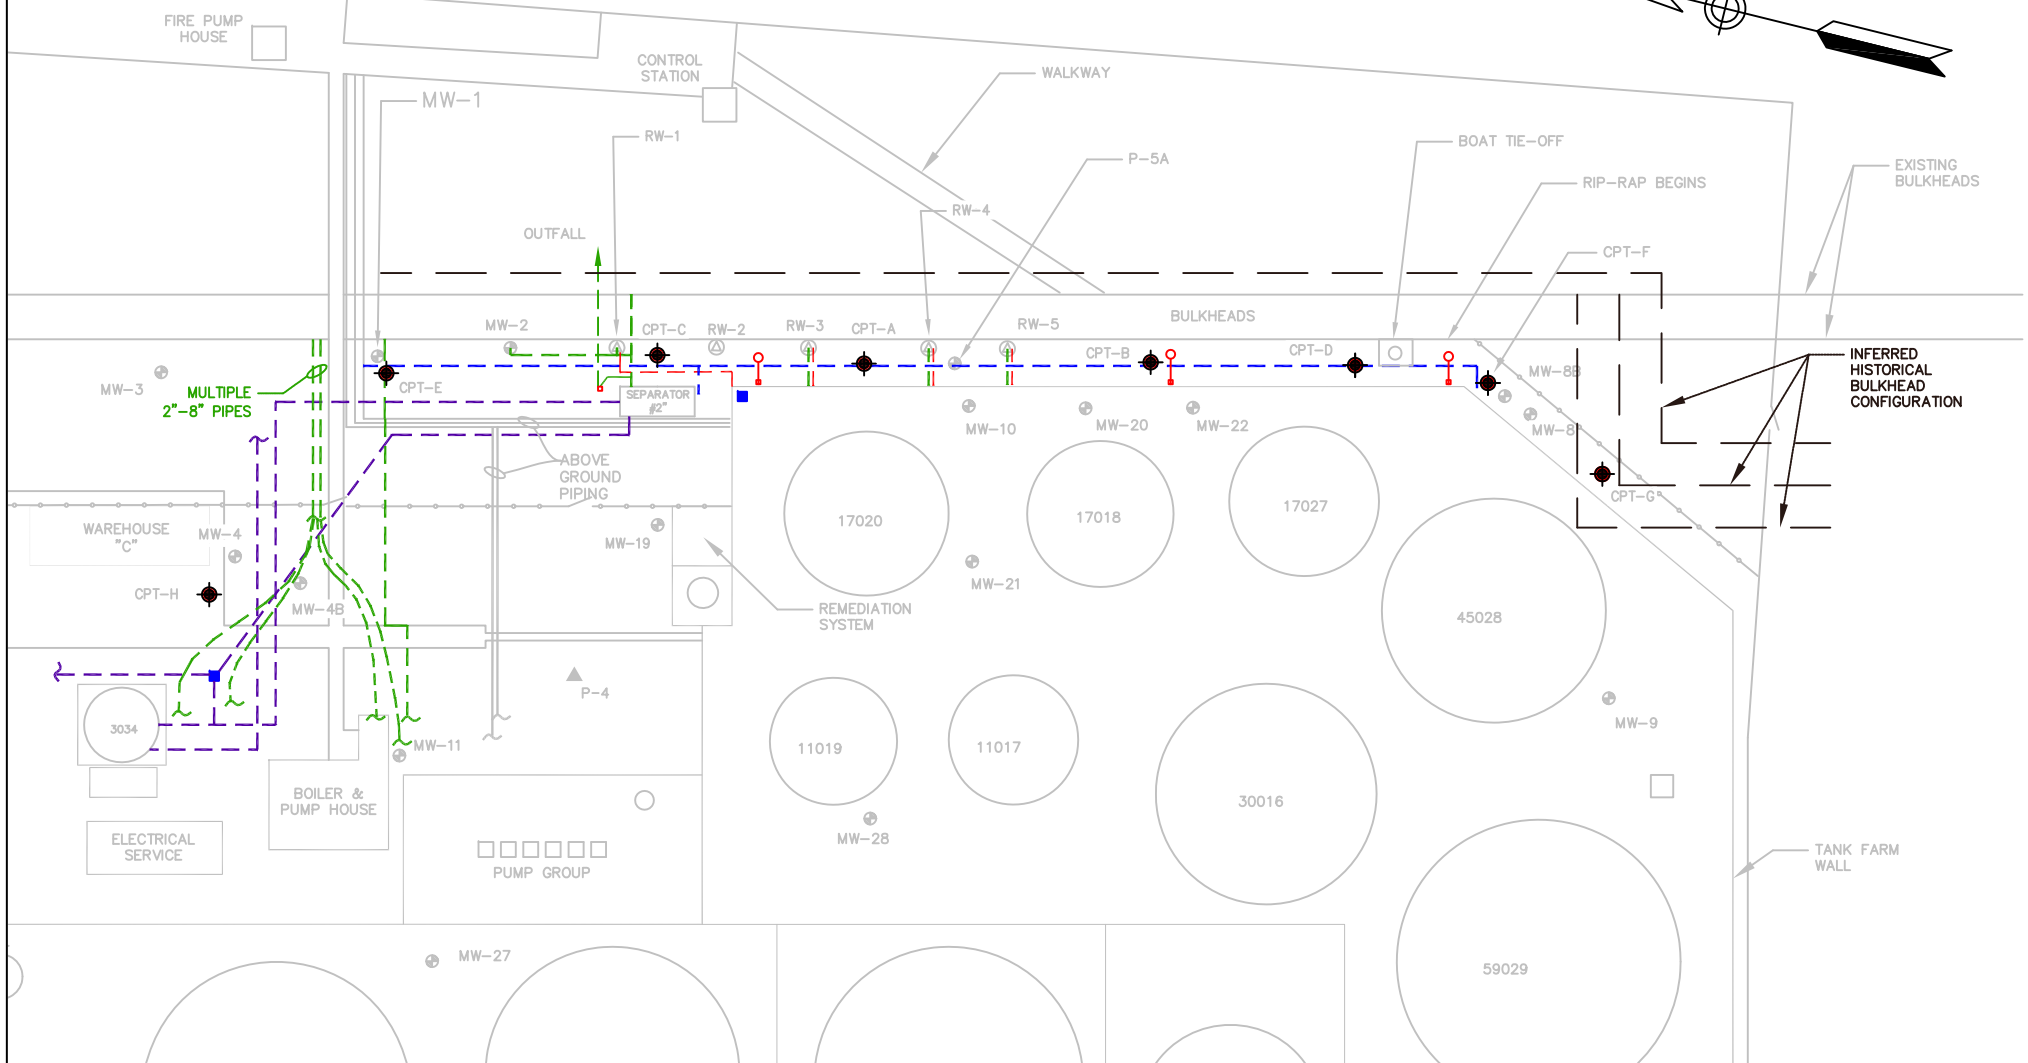 FIRE PUMP
HOUSE
CONTROL
STATION
WALKWAY
MW-1
RW-1
BOAT TIE-OFF
P-5A
EXISTING
BULKHEADS
RIP-RAP BEGINS
RW-4
OUTFALL
CPT-F
BULKHEADS
MW-2
CPT-C
RW-2
RW-3
CPT-A
RW-5
CPT-B
CPT-D
INFERRED
HISTORICAL
BULKHEAD
CONFIGURATION
MW-3
MULTIPLE
2"-8" PIPES
CPT-E
SEPARATOR
#2"
MW-8B
MW-10
MW-20
MW-22
MW-8
ABOVE
GROUND
PIPING
CPT-G
WAREHOUSE
"C"
MW-4
MW-19
17020
17018
17027
MW-21
CPT-H
MW-4B
REMEDIATION
SYSTEM
45028
P-4
MW-9
3034
MW-11
11019
11017
BOILER &
PUMP HOUSE
30016
ELECTRICAL
SERVICE
MW-28
PUMP GROUP
TANK FARM
WALL
MW-27
59029